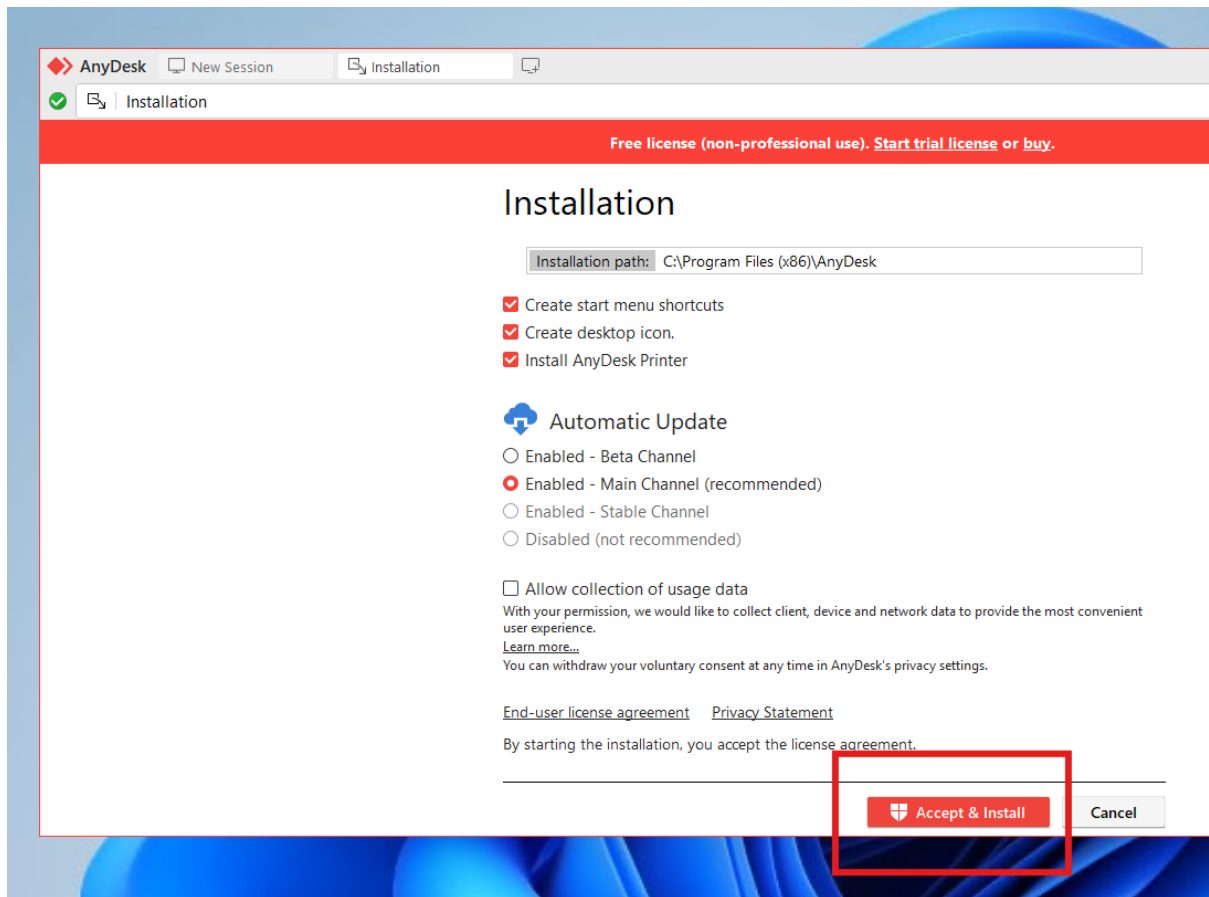 AnyDesk New Session Installation
Installation
Free license (non-professional use). Start trial license or buy.
Installation
Installation path: C:\Program Files (x86)\AnyDesk
Create start menu shortcuts
Create desktop icon.
Install AnyDesk Printer
Automatic Update
Enabled - Beta Channel
Enabled - Main Channel (recommended)
Enabled - Stable Channel
Disabled (not recommended)
Allow collection of usage data
With your permission, we would like to collect client, device and network data to provide the most convenient
user experience.
Learn more...
You can withdraw your voluntary consent at any time in AnyDesk's privacy settings.
End-user license agreement Privacy Statement
By starting the installation, you accept the license agreement.
Accept & Install Cancel